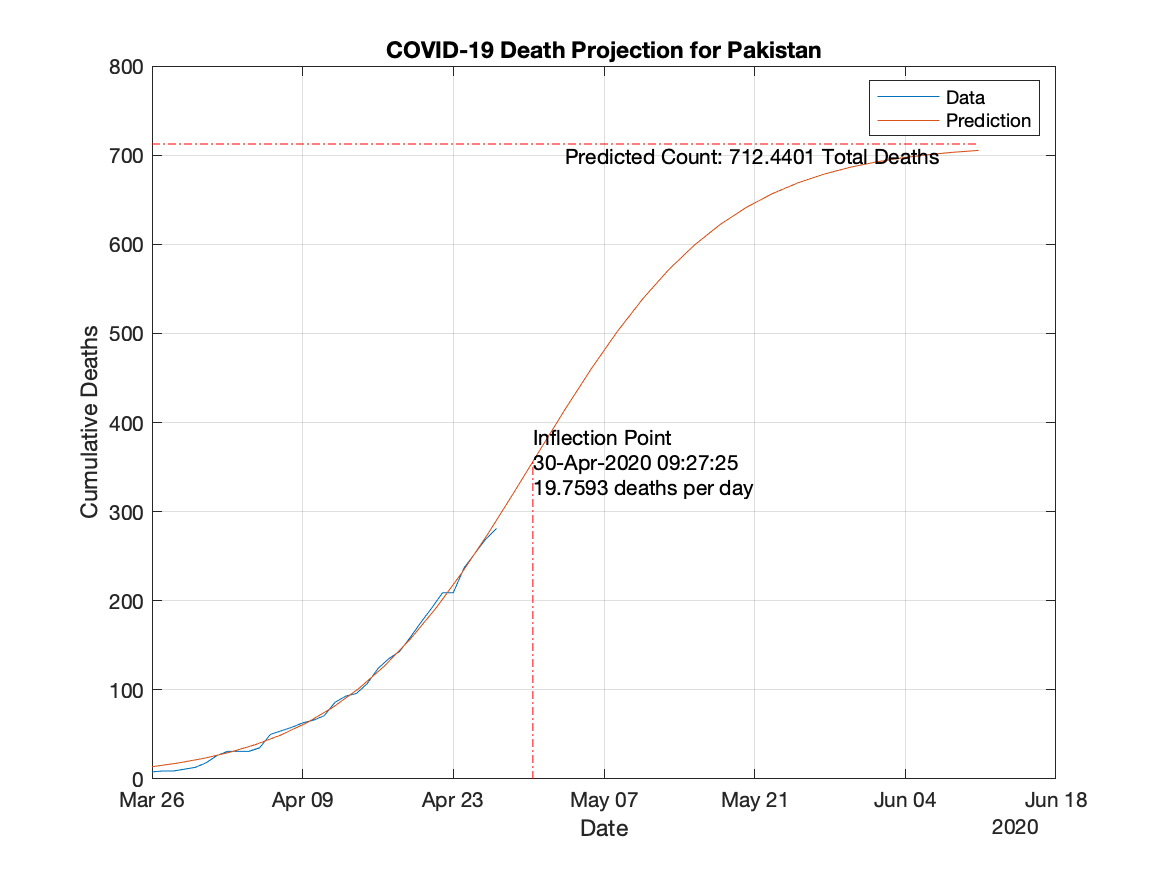 COVID-19 Death Projection for Pakistan
800
700
600
500
400
300
200
100
0
Cumulative Deaths
Data
Prediction
Predicted Count: 712.4401 Total Deaths
Inflection Point
30-Apr-2020 09:27:25
19.7593 deaths per day
Mar 26 Apr 09 Apr 23 May 07 May 21 Jun 04 Jun 18
Date
2020